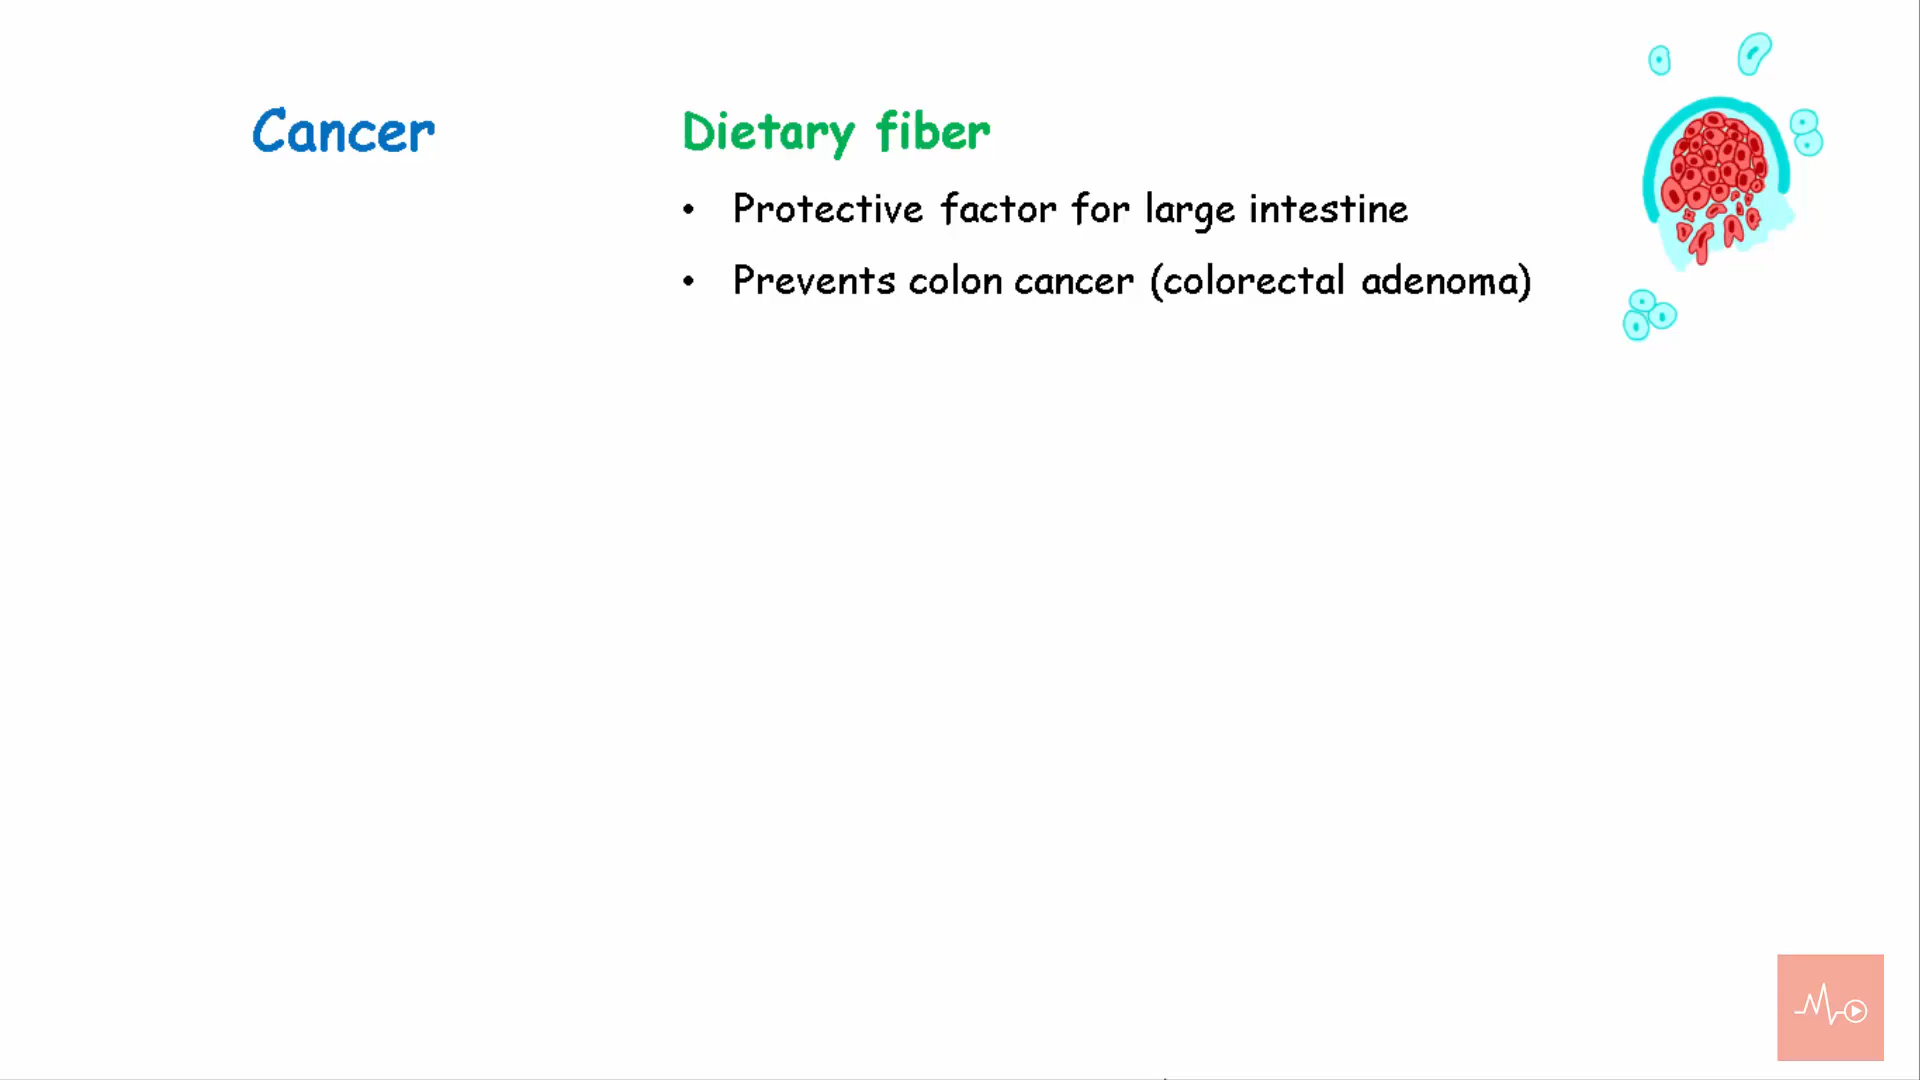 Cancer
Dietary fiber
• Protective factor for large intestine
• Prevents colon cancer (colorectal adenoma)